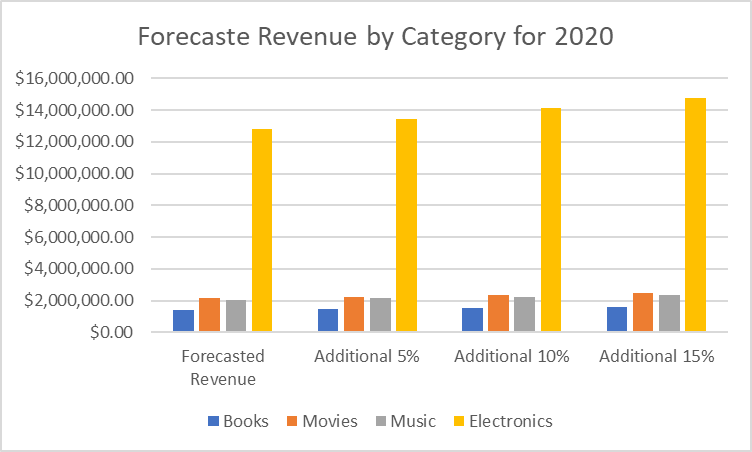 Forecaste Revenue by Category for 2020
$16,000,000.00
$14,000,000.00
$12,000,000.00
$10,000,000.00
$8,000,000.00
$6,000,000.00
$4,000,000.00
$2,000,000.00
$0.00
Forecasted
Revenue
Additional 5%
Additional 10%
Additional 15%
Books
Movies
Music
Electronics